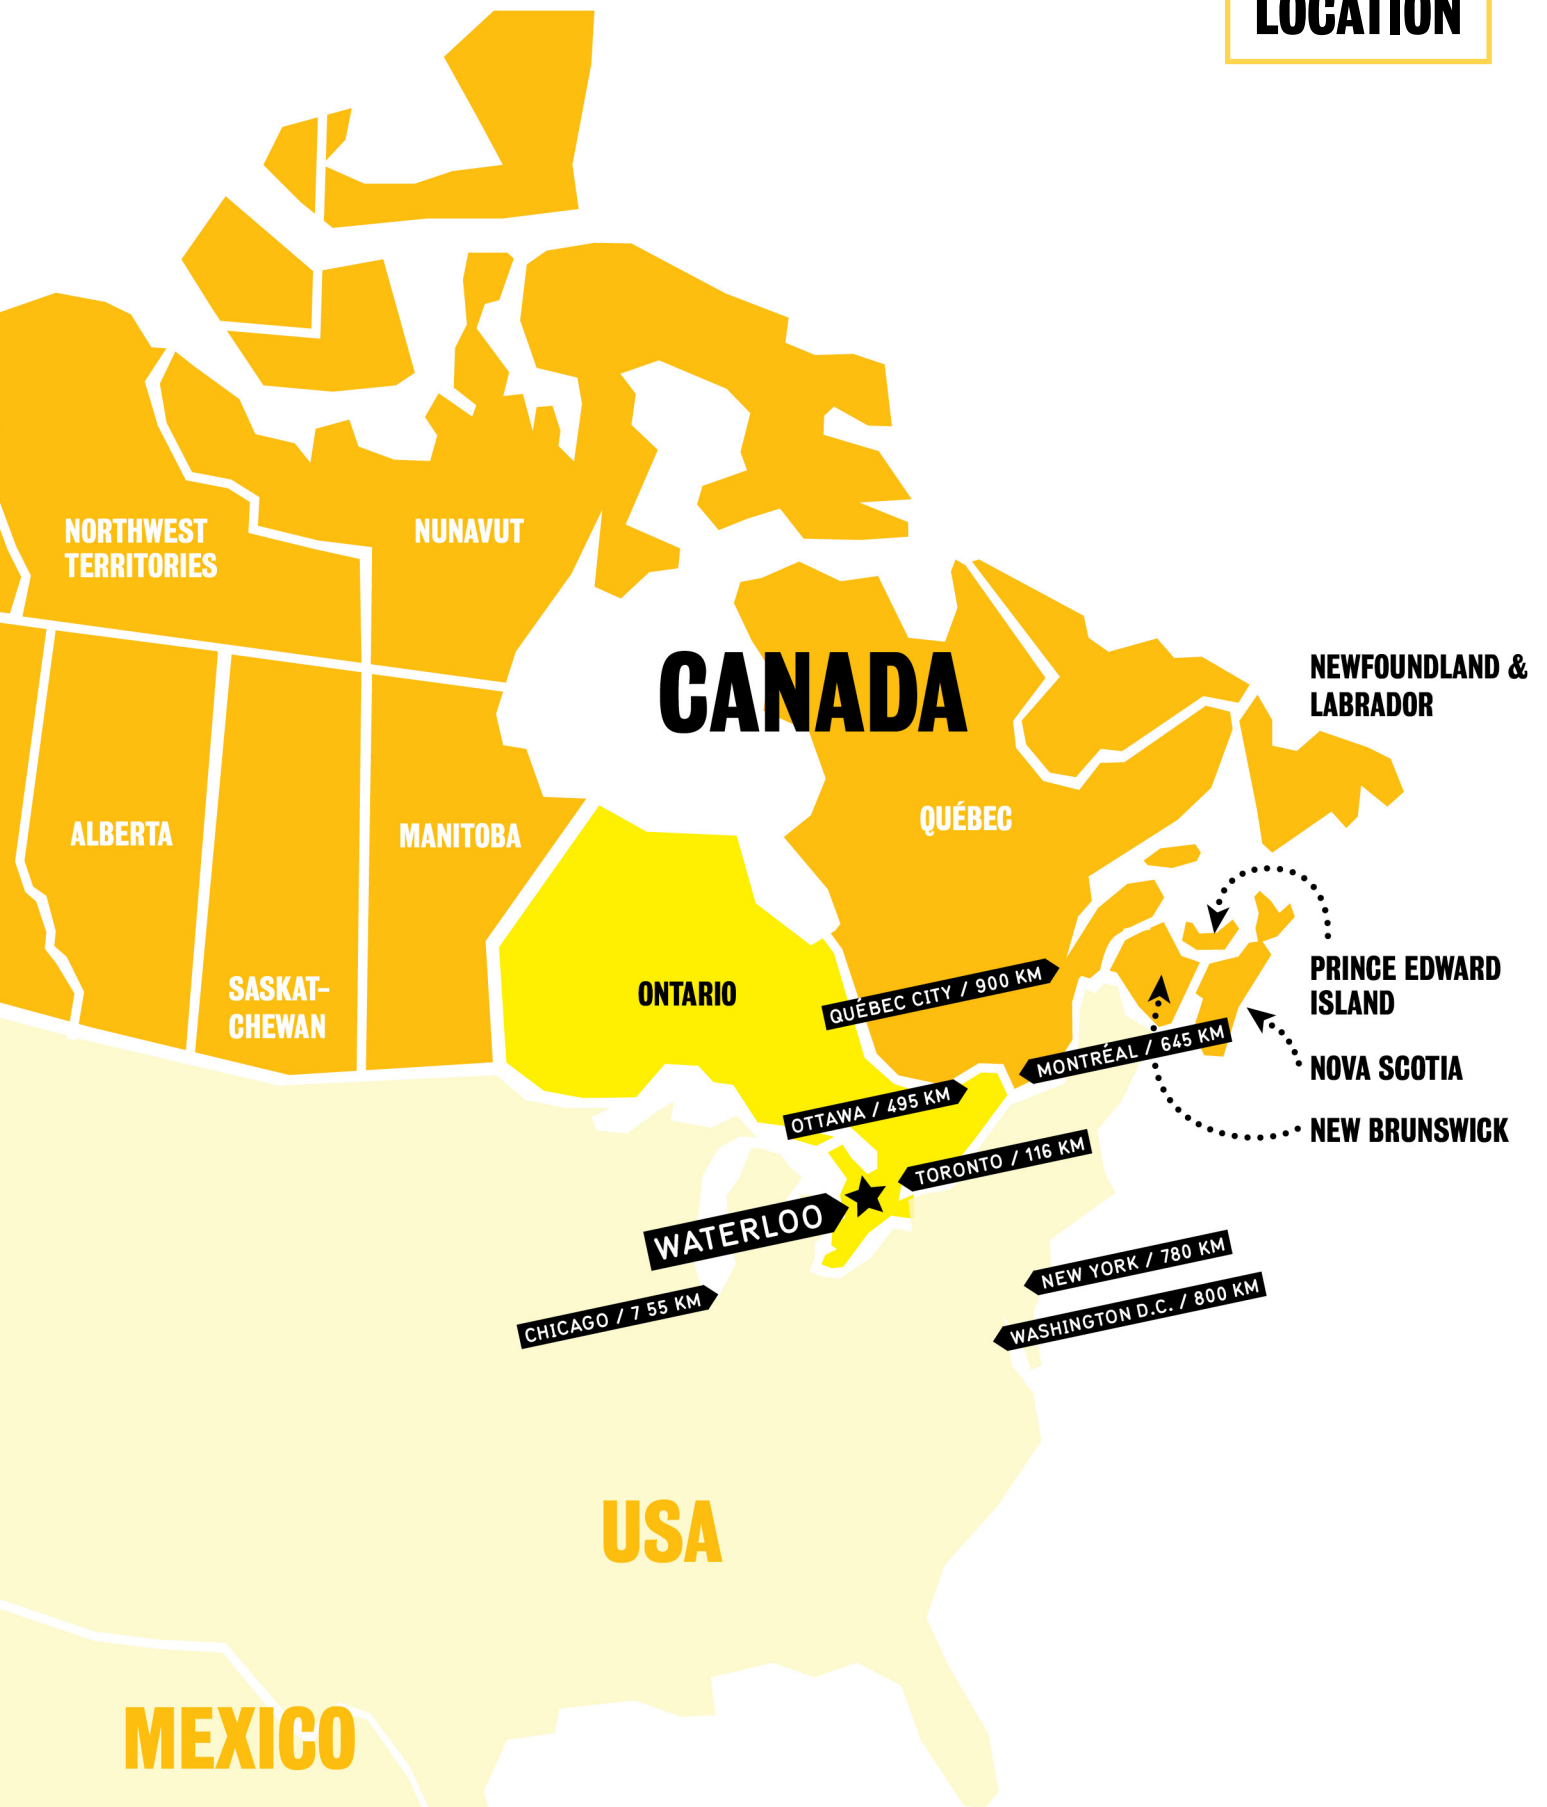 LOCATION
NORTHWEST
TERRITORIES
NUNAVUT
CANADA
NEWFOUNDLAND &
LABRADOR
ALBERTA
MANITOBA
QUÉBEC
SASKAT-
CHEWAN
ONTARIO
QUÉBEC CITY / 900 KM
PRINCE EDWARD
ISLAND
MONTRÉAL / 645 KM
NOVA SCOTIA
OTTAWA / 495 KM
NEW BRUNSWICK
TORONTO / 116 KM
WATERLOO
NEW YORK / 780 KM
CHICAGO / 7 55 KM
WASHINGTON D.C. / 800 KM
USA
MEXICO